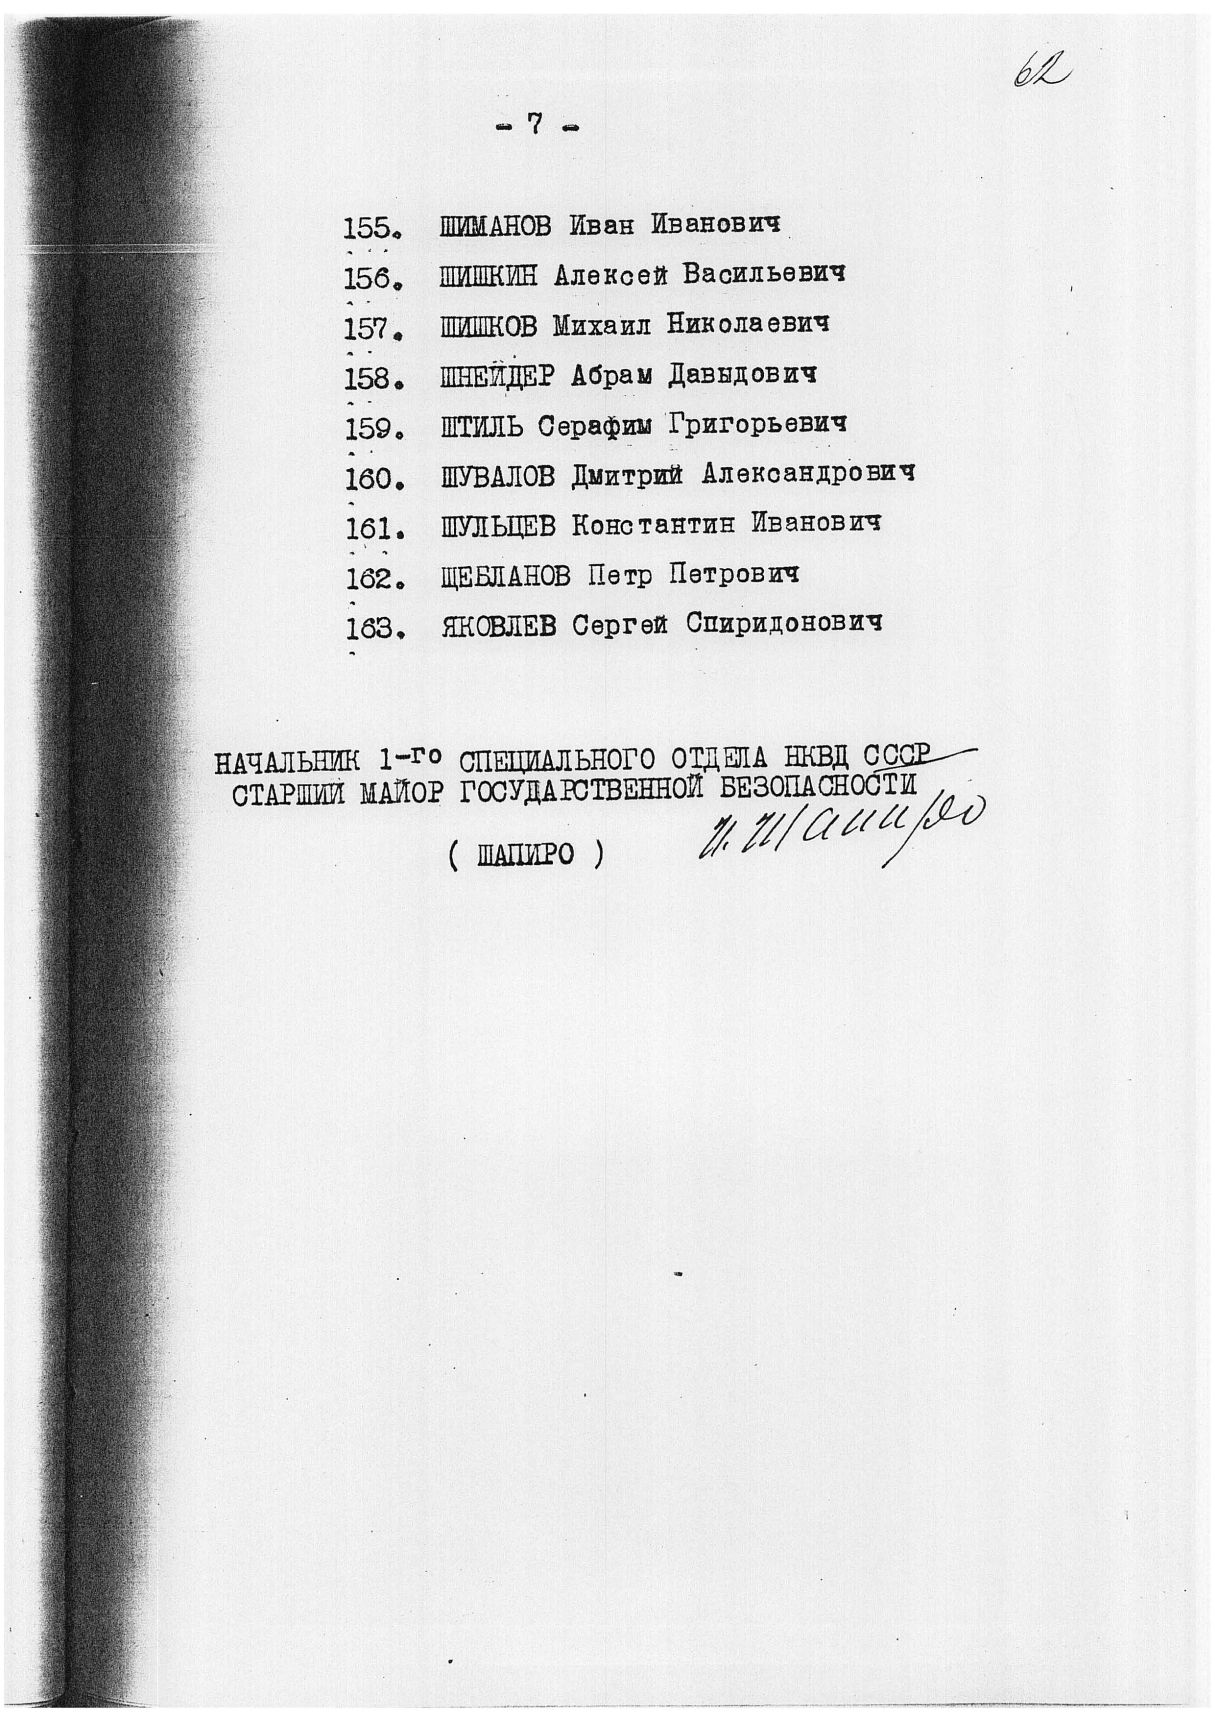 62
- 7 -
155. ШИМАНОВ Иван Иванович
156. ШИШКИН Алексей Васильевич
157. ШИШКОВ Михаил Николаевич
158. ШНЕЙДЕР Абрам Давыдович
159. ШТИЛЬ Серафим Григорьевич
160. ШУВАЛОВ Дмитрий Александрович
161. ШУЛЬЦЕВ Константин Иванович
162. ЩЕБЛАНОВ Петр Петрович
163. ЯКОВЛЕВ Сергей Спиридонович
НАЧАЛЬНИК 1-го СПЕЦИАЛЬНОГО ОТДЕЛА НКВД СССР
СТАРШИЙ МАЙОР ГОСУДАРСТВЕННОЙ БЕЗОПАСНОСТИ
И. Шапиро
( ШАПИРО )